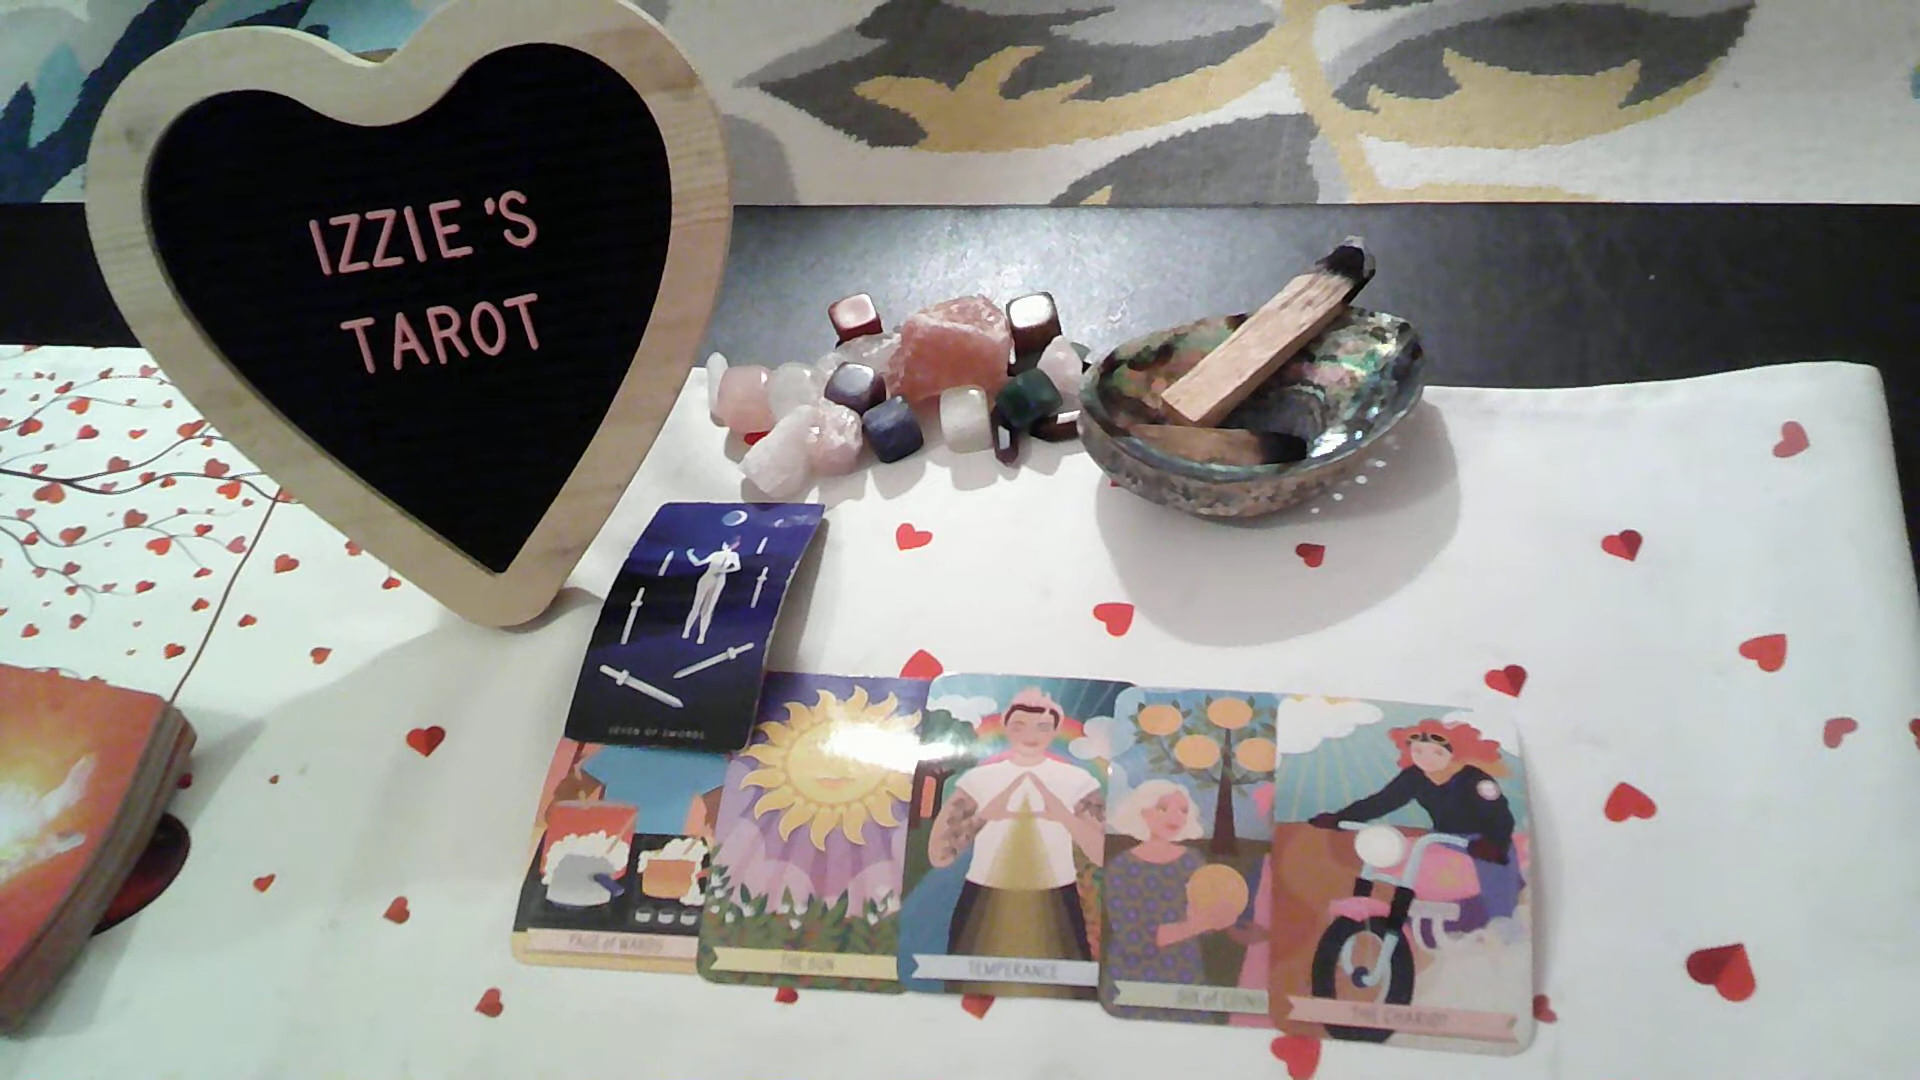 IZZIE'S
TAROT
SEVEN OF SWORDS
PAGE of WANDS
THE SUN
TEMPERANCE
SIX of COINS
THE CHARIOT